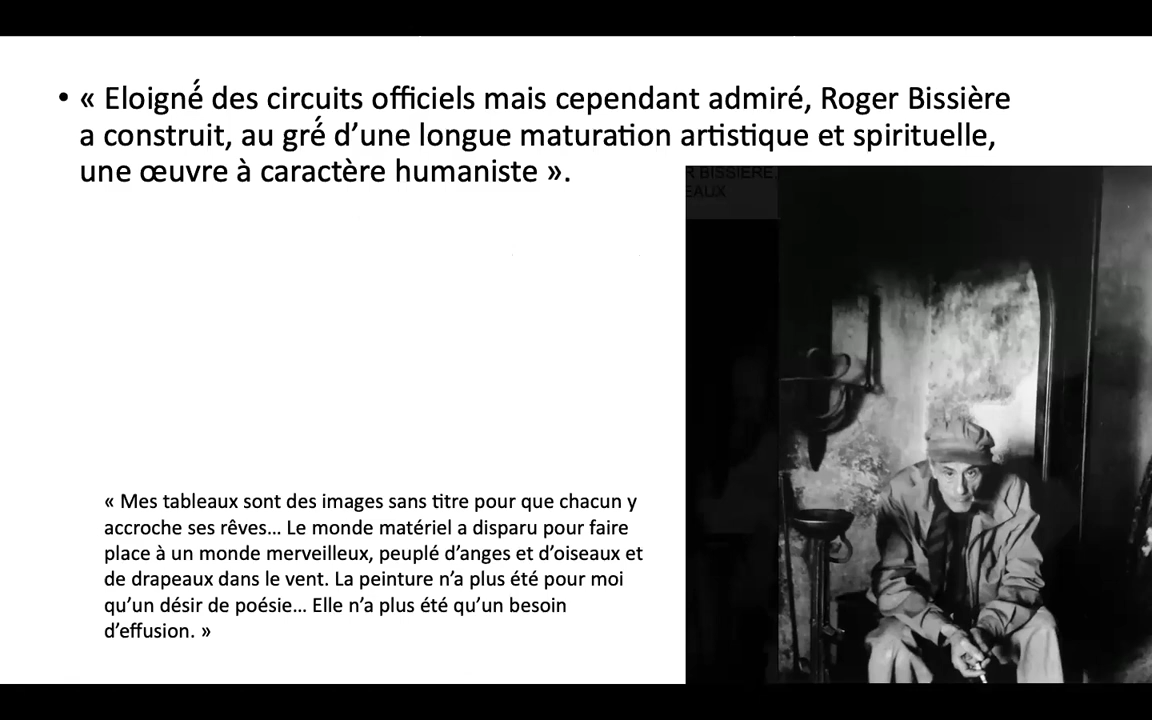 • « Eloigné des circuits officiels mais cependant admiré, Roger Bissière
a construit, au gré d’une longue maturation artistique et spirituelle,
une œuvre à caractère humaniste ».
R BISSIERE.
EAUX
« Mes tableaux sont des images sans titre pour que chacun y
accroche ses rêves... Le monde matériel a disparu pour faire
place à un monde merveilleux, peuplé d’anges et d’oiseaux et
de drapeaux dans le vent. La peinture n’a plus été pour moi
qu’un désir de poésie... Elle n’a plus été qu’un besoin
d’effusion. »